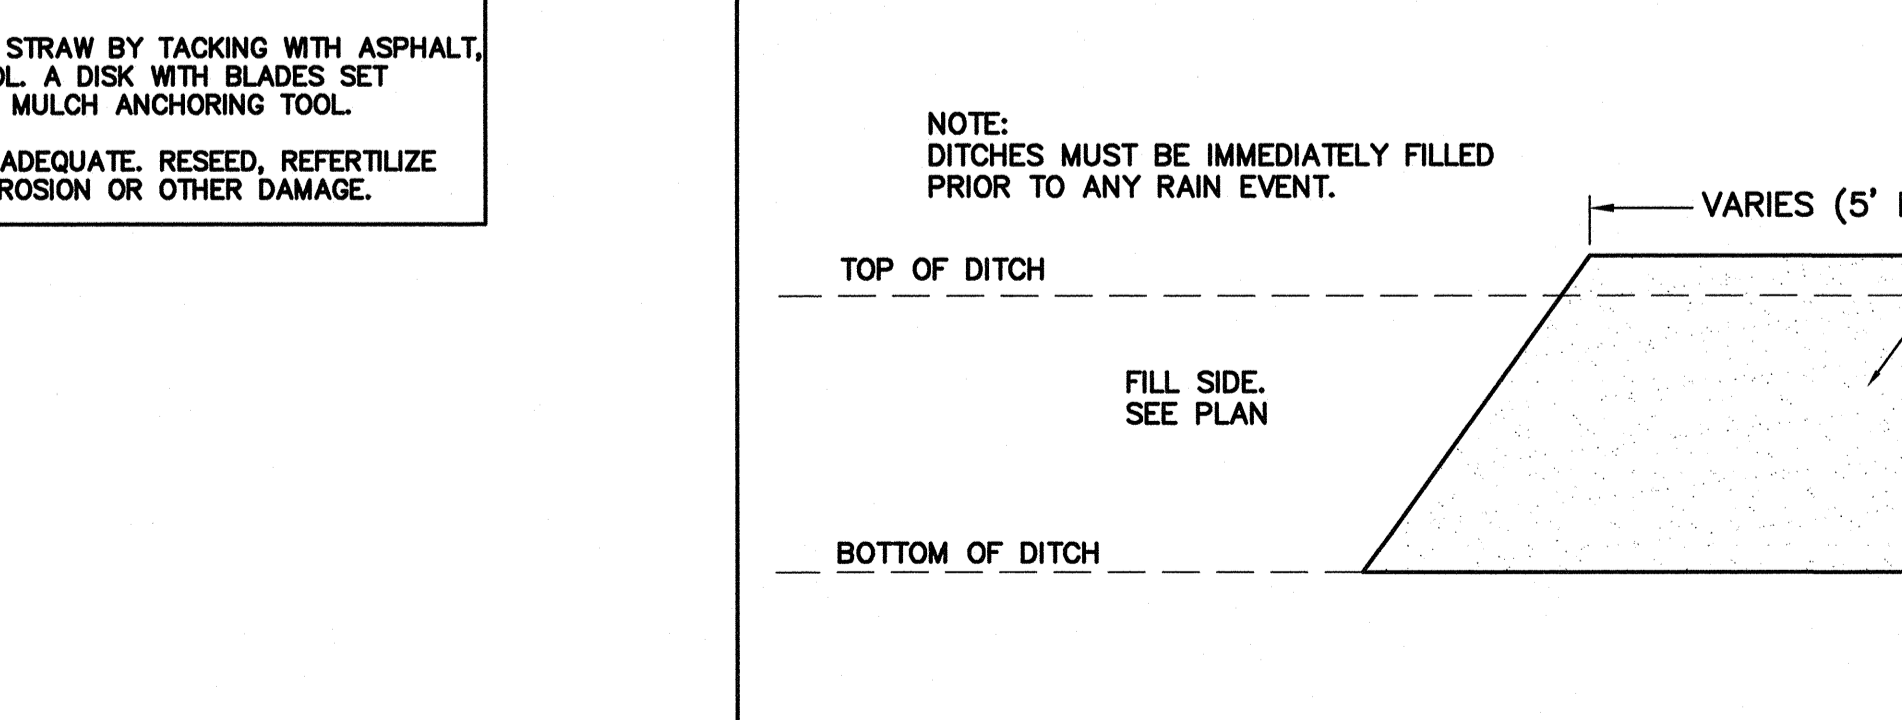 STRAW BY TACKING WITH ASPHALT,
A DISK WITH BLADES SET
MULCH ANCHORING TOOL.
ADEQUATE. RESEED, REFERTILIZE
OR OTHER DAMAGE.
NOTE:
DITCHES MUST BE IMMEDIATELY FILLED
PRIOR TO ANY RAIN EVENT.
VARIES (5'
TOP OF DITCH
FILL SIDE.
SEE PLAN
BOTTOM OF DITCH